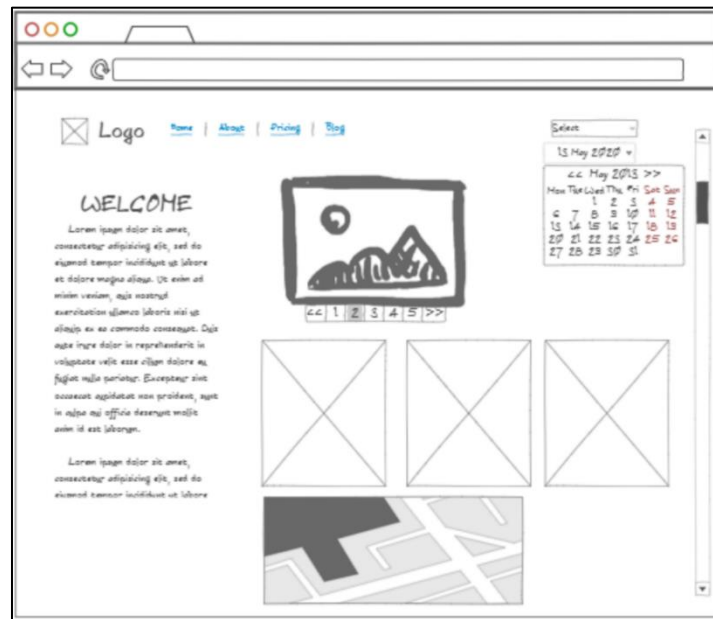 Logo Home | About | Pricing | Blog
Select
13 May 2020
<< May 2013 >>
Mon Tue Wed Thu Fri Sat Sun
1 2 3 4 5
6 7 8 9 10 11 12
13 14 15 16 17 18 19
20 21 22 23 24 25 26
27 28 29 30 31
WELCOME
Lorem ipsum dolor sit amet,
consectetur adipisicing elit, sed do
eiusmod tempor incididunt ut labore
et dolore magna aliqua. Ut enim ad
minim veniam, quis nostrud
exercitation ullamco laboris nisi ut
aliquip ex ea commodo consequat. Duis
aute irure dolor in reprehenderit in
voluptate velit esse cillum dolore eu
fugiat nulla pariatur. Excepteur sint
occaecat cupidatat non proident, sunt
in culpa qui officia deserunt mollit
anim id est laborum.
Lorem ipsum dolor sit amet,
consectetur adipisicing elit, sed do
eiusmod tempor incididunt ut labore
<< 1 2 3 4 5 >>